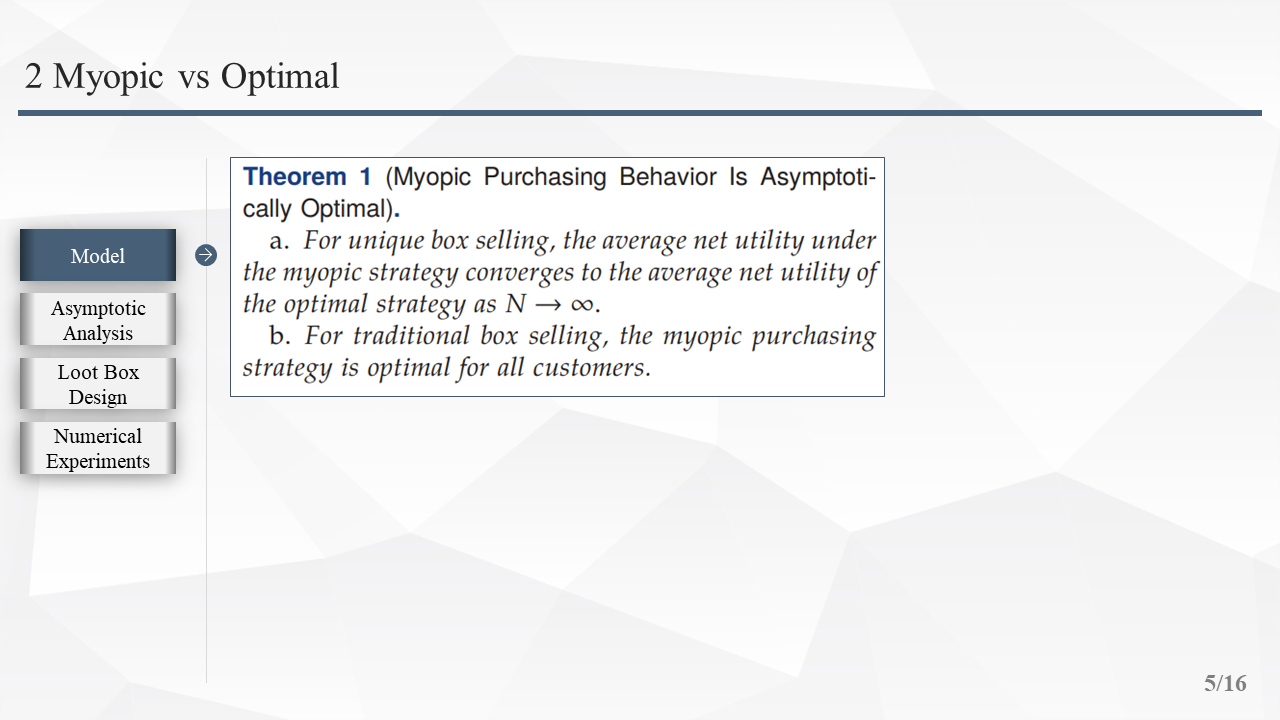 2 Myopic vs Optimal
Model
Asymptotic
Analysis
Loot Box
Design
Numerical
Experiments
Theorem 1 (Myopic Purchasing Behavior Is Asymptoti-
cally Optimal).
a. For unique box selling, the average net utility under
the myopic strategy converges to the average net utility of
the optimal strategy as N → ∞.
b. For traditional box selling, the myopic purchasing
strategy is optimal for all customers.
5/16